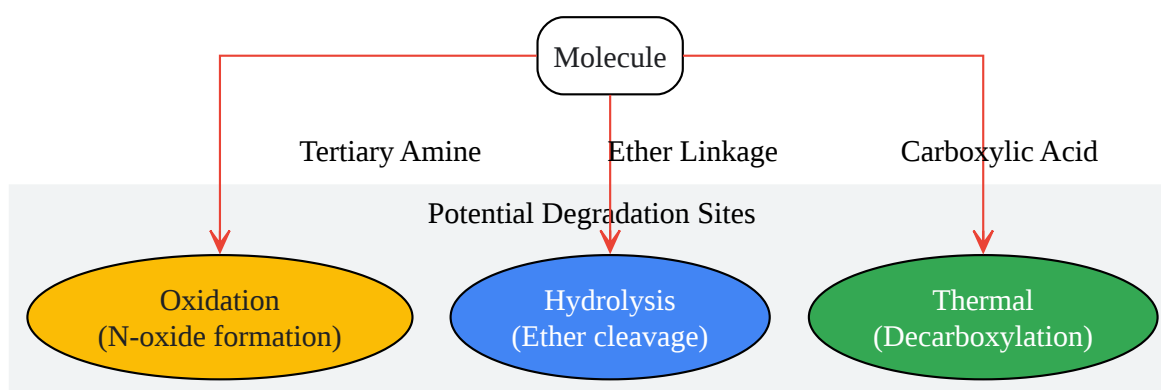 Molecule
Tertiary Amine
Ether Linkage
Carboxylic Acid
Potential Degradation Sites
Oxidation
(N-oxide formation)
Hydrolysis
(Ether cleavage)
Thermal
(Decarboxylation)